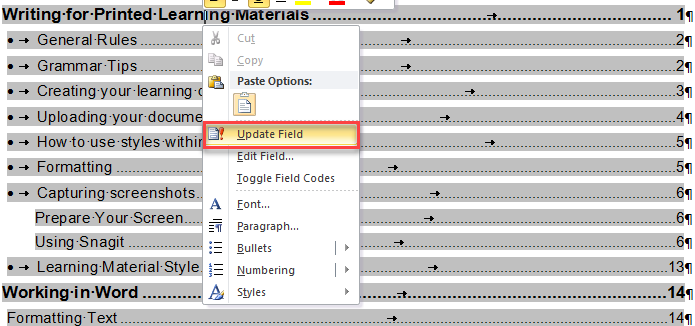 Writing for Printed Learning Materials 1
General Rules 2
Grammar Tips 2
Creating your learning 3
Uploading your docume 4
How to use styles within 5
Formatting 5
Capturing screenshots 6
Prepare Your Screen 6
Using Snagit 6
Learning Material Style 13
Working in Word 14
Formatting Text 14
Cut
Copy
Paste Options:
Update Field
Edit Field...
Toggle Field Codes
Font...
Paragraph...
Bullets
Numbering
Styles